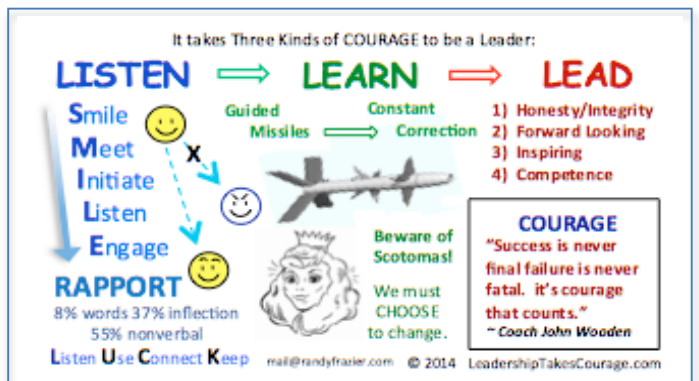 It takes Three Kinds of COURAGE to be a Leader:
LISTEN
LEARN
LEAD
Smile
Meet
Initiate
Listen
Engage
X
RAPPORT
8% words 37% inflection
55% nonverbal
Listen Use Connect Keep
Guided
Missiles
Constant
Correction
Beware of
Scotomas!
We must
CHOOSE
to change.
1) Honesty/Integrity
2) Forward Looking
3) Inspiring
4) Competence
COURAGE
"Success is never
final failure is never
fatal. it's courage
that counts."
~ Coach John Wooden
mail@randyfrazier.com © 2014 LeadershipTakesCourage.com